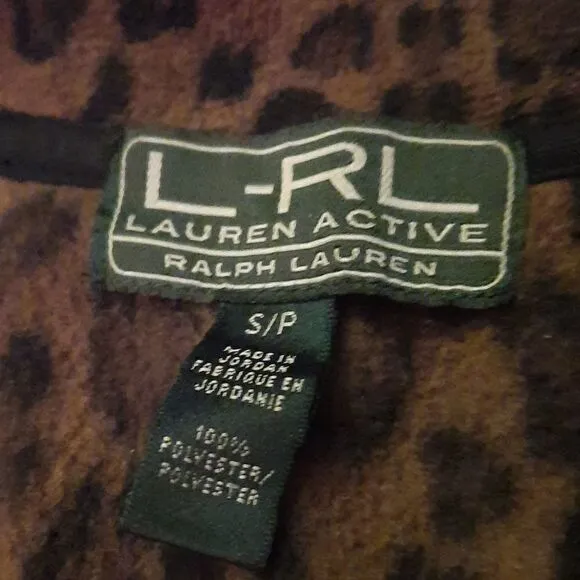 L-RL
LAUREN ACTIVE
RALPH LAUREN
S/P
MADE IN
JORDAN
FABRIQUE EN
JORDANIE
100%
POLYESTER/
POLYESTER